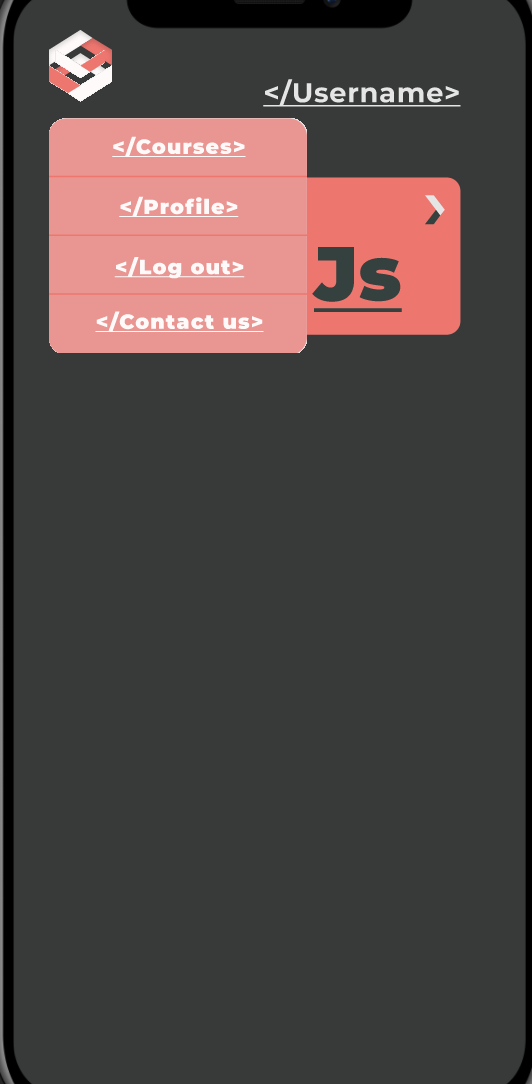 </Username>
</Courses>
</Profile>
</Log out>
</Contact us>
Js